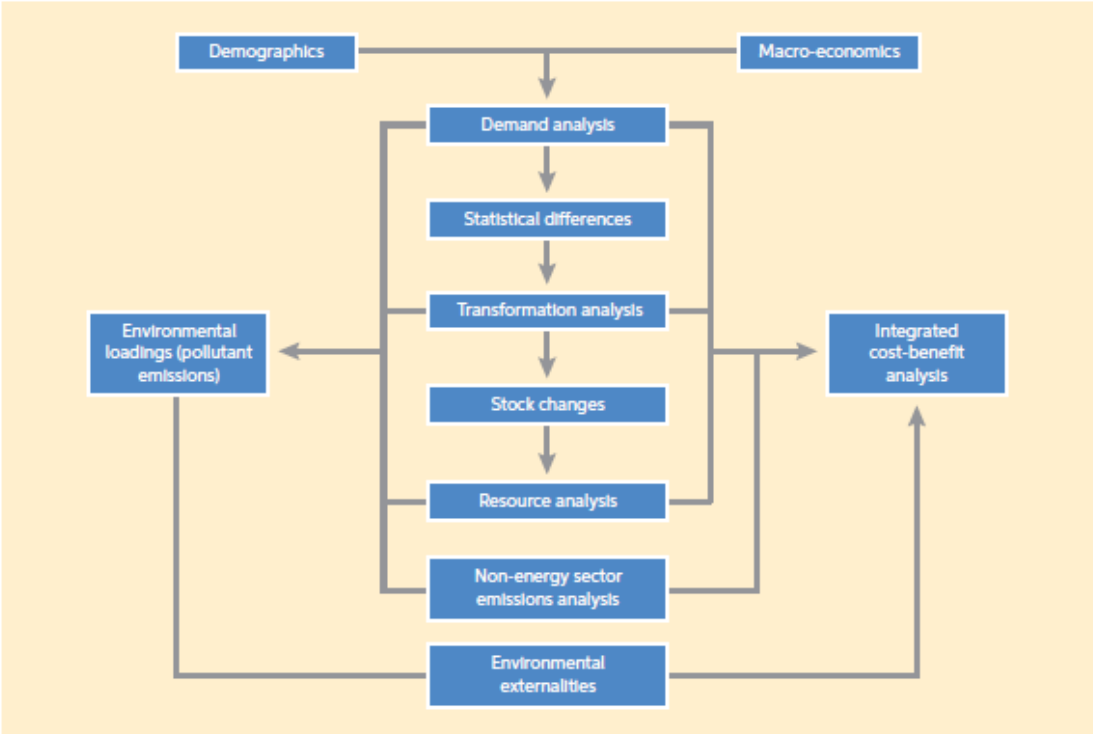 Demographics
Macro-economics
Demand analysis
Statistical differences
Transformation analysis
Environmental
loadings (pollutant
emissions)
Integrated
cost-benefit
analysis
Stock changes
Resource analysis
Non-energy sector
emissions analysis
Environmental
externalities